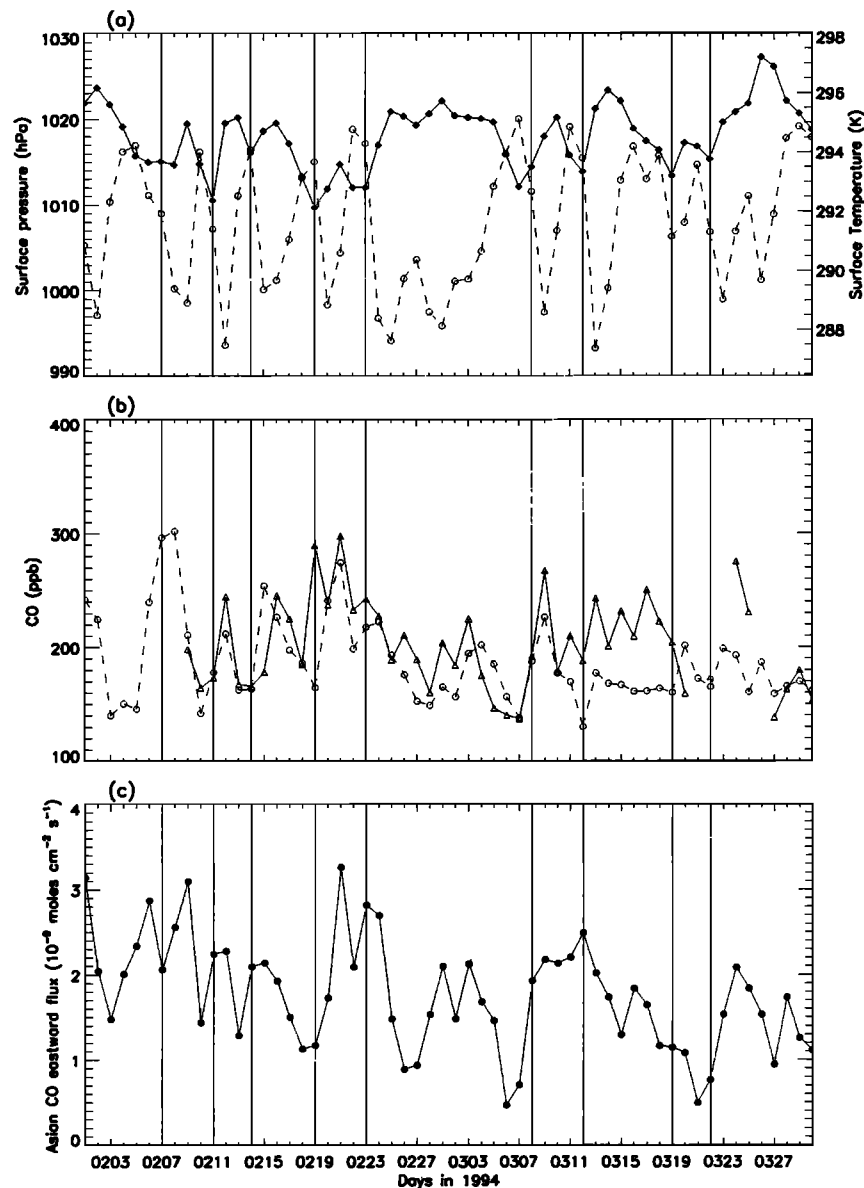 (a)
1030
1020
1010
1000
990
Surface pressure (hPa)
298
296
294
292
290
288
Surface Temperature (K)
(b)
400
300
200
100
CO (ppb)
(c)
4
3
2
1
0
Asian CO eastward flux (10⁻⁹ moles cm⁻² s⁻¹)
0203 0207 0211 0215 0219 0223 0227 0303 0307 0311 0315 0319 0323 0327
Days in 1994